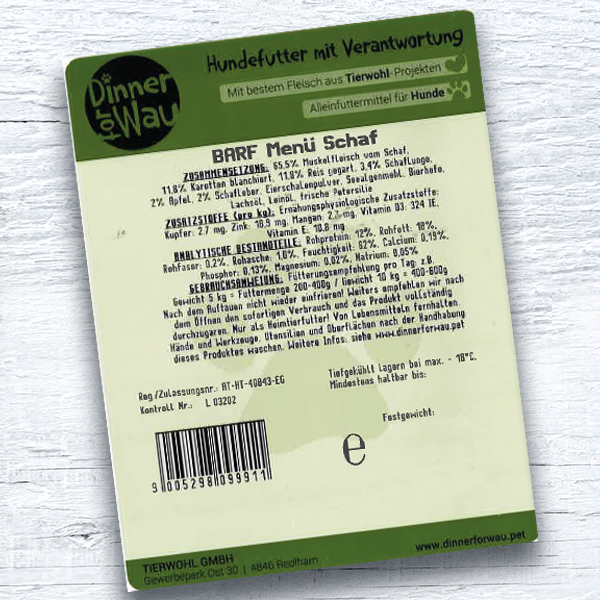 Dinner
for Wau
Hundefutter mit Verantwortung
Mit bestem Fleisch aus Tierwohl-Projekten
Alleinfuttermittel für Hunde
BARF Menü Schaf
ZUSAMMENSETZUNG: 65,5% Muskelfleisch vom Schaf,
11,8% Karotten blanchiert, 11,8% Reis gegart, 3,4% Schaflunge,
2% Apfel, 2% Schafleber, Eierschalenpulver, Seealgenmehl, Bierhefe,
Lachsöl, Leinöl, frische Petersilie
ZUSATZSTOFFE (pro kg): Ernährungsphysiologische Zusatzstoffe:
Kupfer: 2,7 mg, Zink: 18,9 mg, Mangan: 2,7 mg, Vitamin D3: 324 IE,
Vitamin E: 10,8 mg
ANALYTISCHE BESTANDTEILE: Rohprotein: 12%, Rohfett: 18%,
Rohfaser: 0,2%, Rohasche: 1,0%, Feuchtigkeit: 62%, Calcium: 0,19%,
Phosphor: 0,13%, Magnesium: 0,02%, Natrium: 0,05%
GEBRAUCHSANWEISUNG: Fütterungsempfehlung pro Tag: z.B.
Gewicht 5 kg = Futtermenge 200-400g / Gewicht 10 kg = 400-600g
Nach dem Auftauen nicht wieder einfrieren! Weiters empfehlen wir nach
dem Öffnen den sofortigen Verbrauch und das Produkt vollständig
durchzugaren. Nur als Heimtierfutter! Von Lebensmitteln fernhalten.
Hände und Werkzeuge, Utensilien und Oberflächen nach der Handhabung
dieses Produktes waschen. Weitere Infos: siehe www.dinnerforwau.pet
Reg./Zulassungsnr.: AT-HT-40843-EG
Kontroll Nr.: L 03202
Tiefgekühlt lagern bei max. - 18°C.
Mindestens haltbar bis:
Festgewicht:
e
9 005298 099911
TIERWOHL GMBH
Gewerbepark Ost 30 | 4846 Redlham
www.dinnerforwau.pet